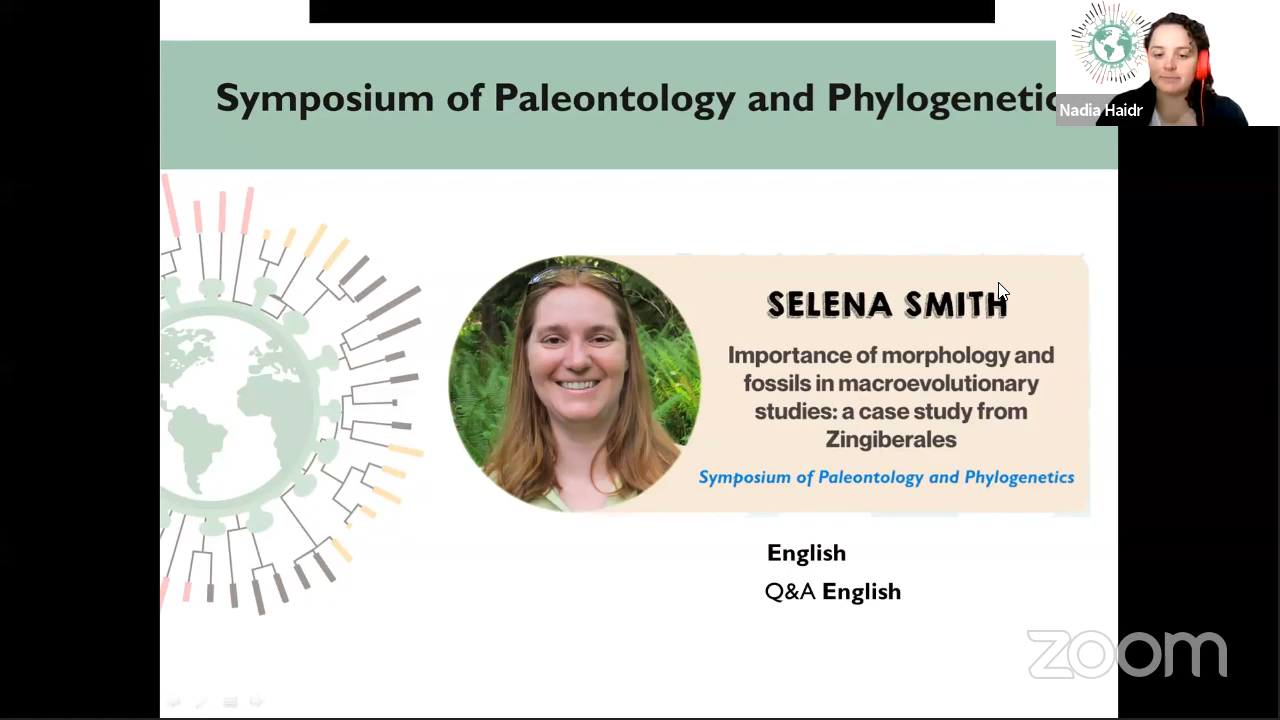 Symposium of Paleontology and Phylogenetic
Nadia Haidr
SELENA SMITH
Importance of morphology and
fossils in macroevolutionary
studies: a case study from
Zingiberales
Symposium of Paleontology and Phylogenetics
English
Q&A English
zoom